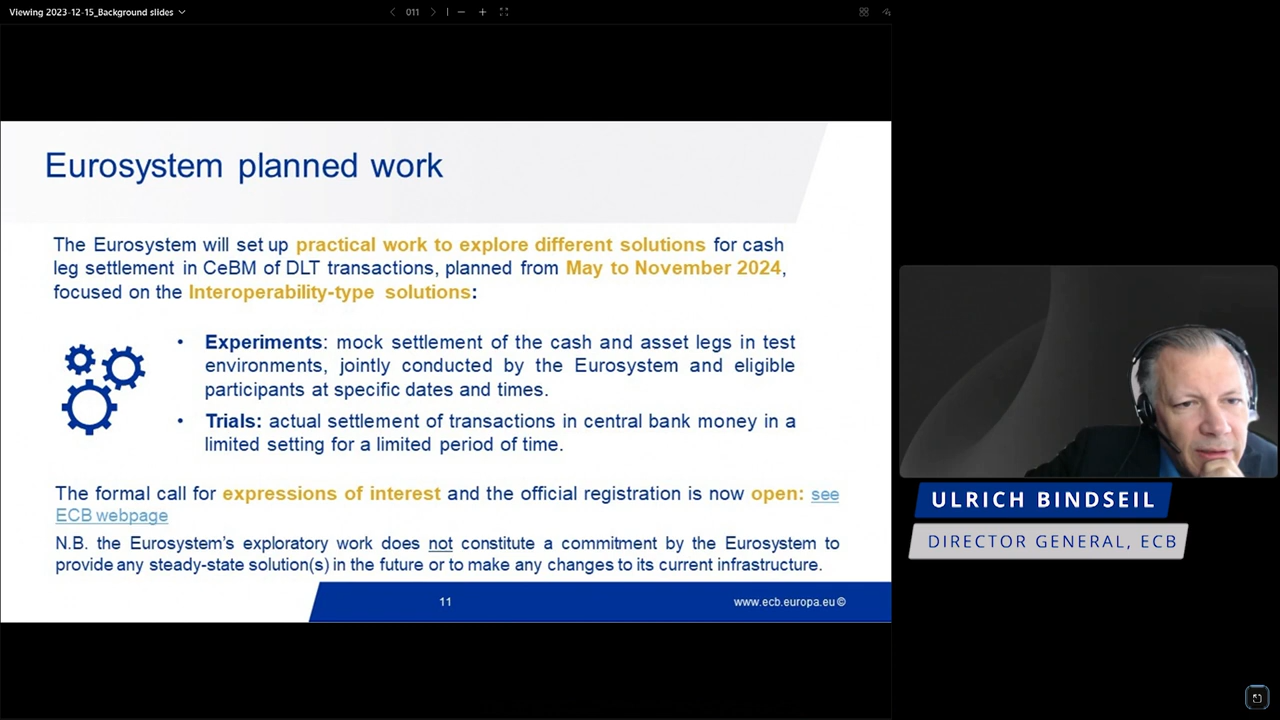 Viewing 2023-12-15_Background slides
011
Eurosystem planned work
The Eurosystem will set up practical work to explore different solutions for cash
leg settlement in CeBM of DLT transactions, planned from May to November 2024,
focused on the Interoperability-type solutions:
• Experiments: mock settlement of the cash and asset legs in test
environments, jointly conducted by the Eurosystem and eligible
participants at specific dates and times.
• Trials: actual settlement of transactions in central bank money in a
limited setting for a limited period of time.
The formal call for expressions of interest and the official registration is now open: see
ECB webpage
N.B. the Eurosystem's exploratory work does not constitute a commitment by the Eurosystem to
provide any steady-state solution(s) in the future or to make any changes to its current infrastructure.
11
www.ecb.europa.eu ©
ULRICH BINDSEIL
DIRECTOR GENERAL, ECB